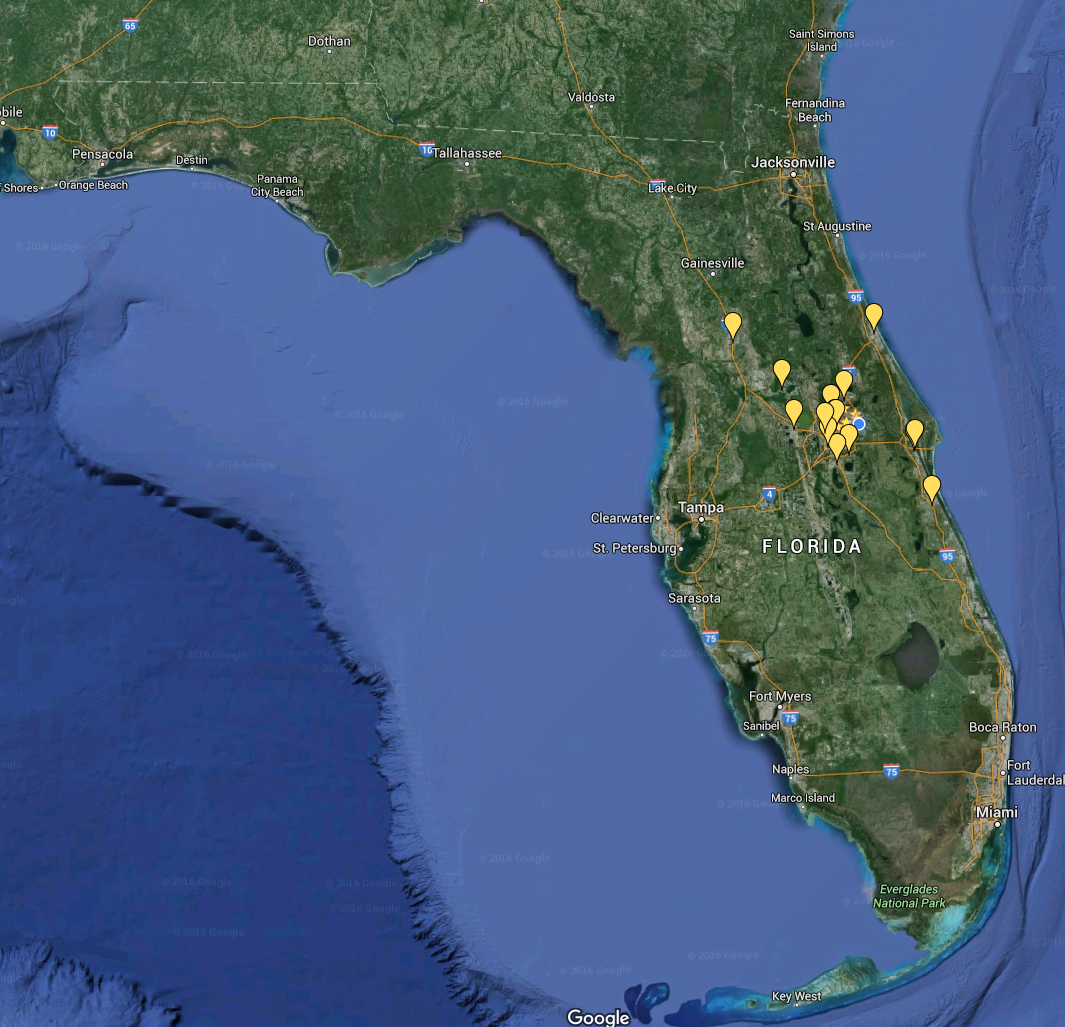 65
Dothan
Saint Simons
Island
Valdosta
Fernandina
Beach
obile
10
Pensacola
Destin
10
Tallahassee
Jacksonville
Lake City
Shores
Orange Beach
Panama
City Beach
© 2016 Google
St Augustine
Gainesville
95
4
Clearwater
Tampa
St. Petersburg
FLORIDA
95
Sarasota
75
Fort Myers
75
Sanibel
Boca Raton
Naples
75
Fort
Lauderdal
Marco Island
Miami
Everglades
National Park
Key West
Google